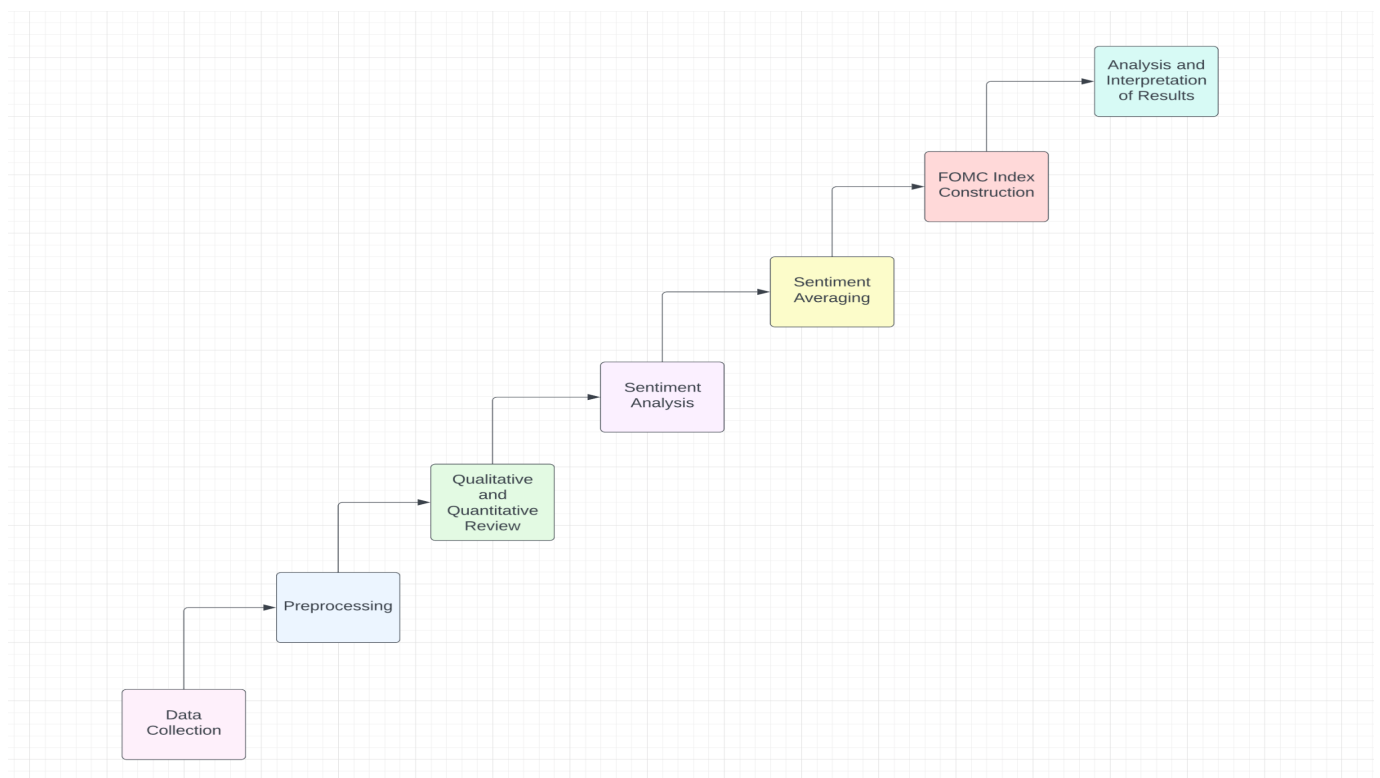 Analysis and
Interpretation
of Results
FOMC Index
Construction
Sentiment
Averaging
Sentiment
Analysis
Qualitative
and
Quantitative
Review
Preprocessing
Data
Collection